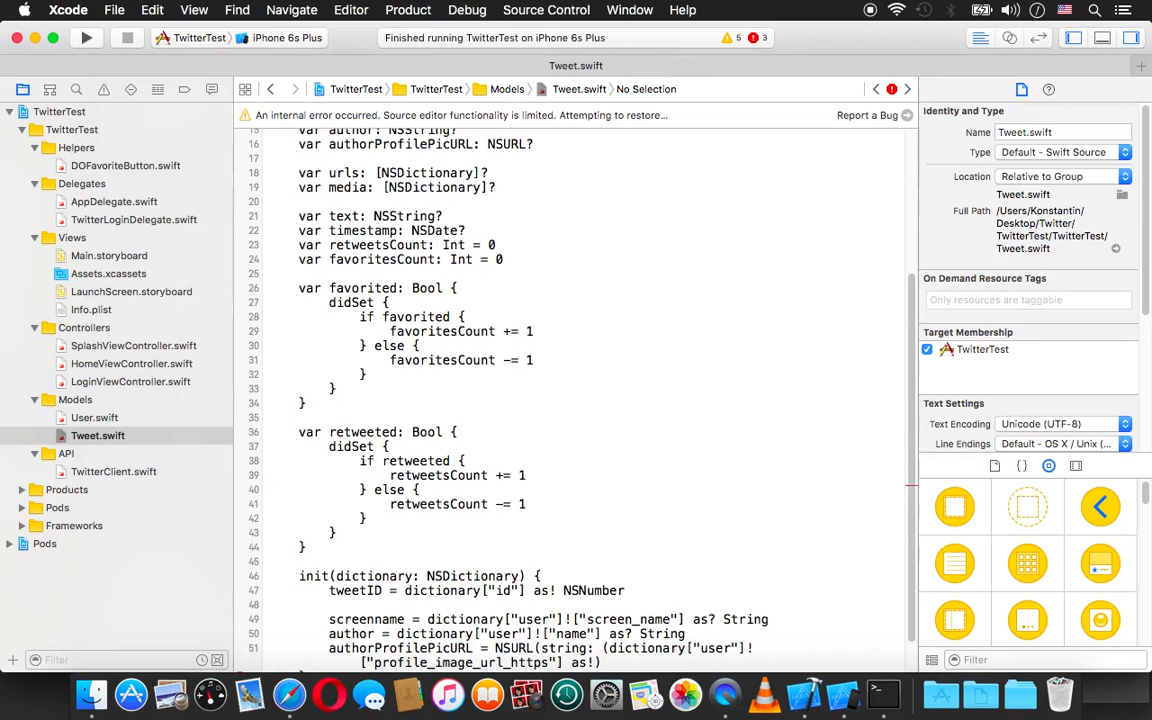 Xcode File Edit View Find Navigate Editor Product Debug Source Control Window Help
TwitterTest iPhone 6s Plus Finished running TwitterTest on iPhone 6s Plus 5 3
Tweet.swift
TwitterTest TwitterTest Models Tweet.swift No Selection
An internal error occurred. Source editor functionality is limited. Attempting to restore... Report a Bug
TwitterTest
TwitterTest
Helpers
DOFavoriteButton.swift
Delegates
AppDelegate.swift
TwitterLoginDelegate.swift
Views
Main.storyboard
Assets.xcassets
LaunchScreen.storyboard
Info.plist
Controllers
SplashViewController.swift
HomeViewController.swift
LoginViewController.swift
Models
User.swift
Tweet.swift
API
TwitterClient.swift
Products
Pods
Frameworks
Pods
Filter
15 var author: NSString?
16 var authorProfilePicURL: NSURL?
17
18 var urls: [NSDictionary]?
19 var media: [NSDictionary]?
20
21 var text: NSString?
22 var timestamp: NSDate?
23 var retweetsCount: Int = 0
24 var favoritesCount: Int = 0
25
26 var favorited: Bool {
27 didSet {
28 if favorited {
29 favoritesCount += 1
30 } else {
31 favoritesCount -= 1
32 }
33 }
34 }
35
36 var retweeted: Bool {
37 didSet {
38 if retweeted {
39 retweetsCount += 1
40 } else {
41 retweetsCount -= 1
42 }
43 }
44 }
45
46 init(dictionary: NSDictionary) {
47 tweetID = dictionary["id"] as! NSNumber
48
49 screenname = dictionary["user"]!["screen_name"] as? String
50 author = dictionary["user"]!["name"] as? String
51 authorProfilePicURL = NSURL(string: (dictionary["user"]!
["profile_image_url_https"] as!)
Identity and Type
Name Tweet.swift
Type Default - Swift Source
Location Relative to Group
Tweet.swift
Full Path /Users/Konstantin/
Desktop/Twitter/
TwitterTest/TwitterTest/
Tweet.swift
On Demand Resource Tags
Only resources are taggable
Target Membership
TwitterTest
Text Settings
Text Encoding Unicode (UTF-8)
Line Endings Default - OS X / Unix (...
Filter